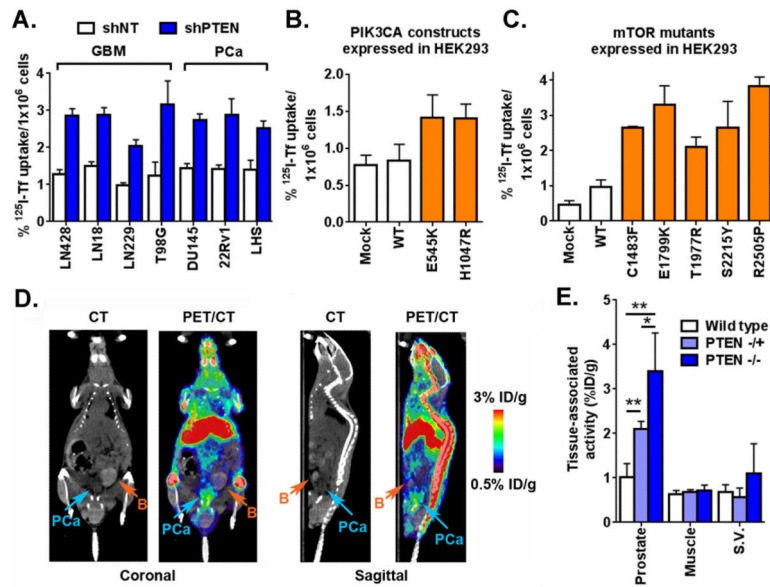 A.
shNT shPTEN
GBM PCa
% ¹²⁵I-Tf uptake/1x10⁶ cells
4
3
2
1
0
LN428
LN18
LN229
T98G
DU145
22Rv1
LHS
B.
PIK3CA constructs
expressed in HEK293
% ¹²⁵I-Tf uptake/
1x10⁶ cells
2.0
1.5
1.0
0.5
0.0
Mock
WT
E545K
H1047R
C.
mTOR mutants
expressed in HEK293
% ¹²⁵I-Tf uptake/
1x10⁶ cells
4
3
2
1
0
Mock
WT
C1483F
E1799K
T1977R
S2215Y
R2505P
D.
CT PET/CT CT PET/CT
3% ID/g
0.5% ID/g
PCa B PCa B B PCa B PCa
Coronal Sagittal
E.
Wild type
PTEN -/+
PTEN -/-
Tissue-associated
activity (%ID/g)
5
4
3
2
1
0
**
*
**
Prostate
Muscle
S.V.